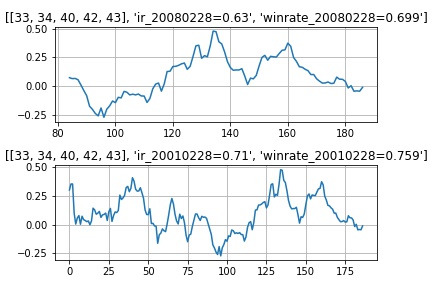 [[33, 34, 40, 42, 43], 'ir_20080228=0.63', 'winrate_20080228=0.699']
0.50
0.25
0.00
−0.25
80 100 120 140 160 180
[[33, 34, 40, 42, 43], 'ir_20010228=0.71', 'winrate_20010228=0.759']
0.50
0.25
0.00
−0.25
0 25 50 75 100 125 150 175